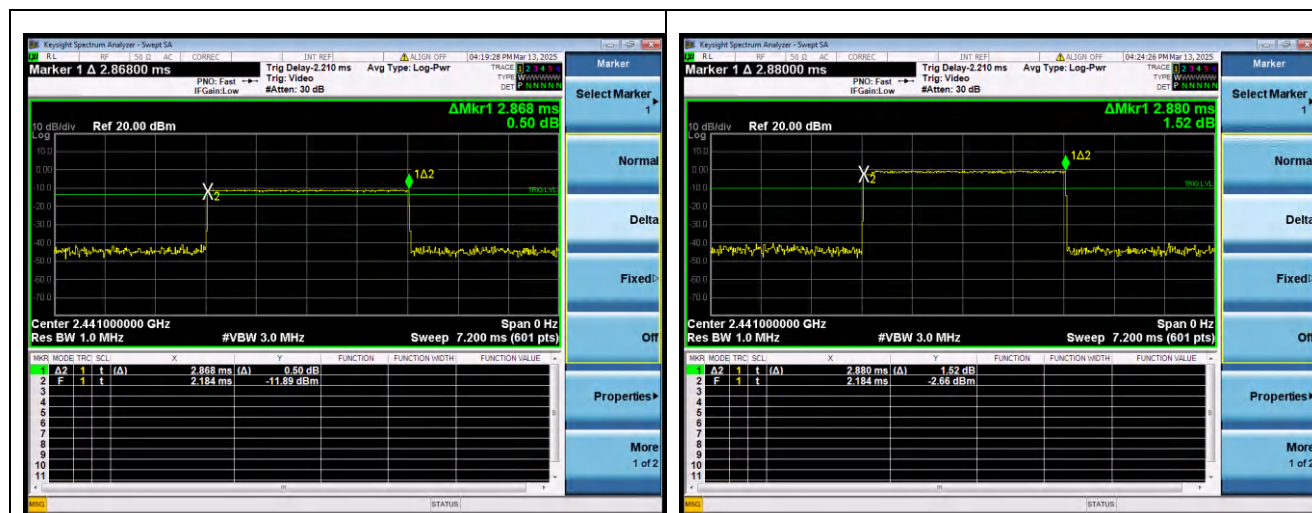 Keysight Spectrum Analyzer - Swept SA
RL RF 50 Ω AC CORREC INT REF ALIGN OFF 04:19:28 PM Mar 13, 2025
Marker 1 Δ 2.86800 ms
Trig Delay-2.210 ms Avg Type: Log-Pwr TRACE 1 2 3 4 5
PNO: Fast Trig: Video TYPE WWWWWW
IFGain:Low #Atten: 30 dB DET P N N N N N
ΔMkr1 2.868 ms
0.50 dB
10 dB/div Ref 20.00 dBm
Log
10.0
0.00
1Δ2
-10.0
2
TRIG LVL
-20.0
-30.0
-40.0
-50.0
-60.0
-70.0
Center 2.441000000 GHz Span 0 Hz
Res BW 1.0 MHz #VBW 3.0 MHz Sweep 7.200 ms (601 pts)
MKR MODE TRC SCL X Y FUNCTION FUNCTION WIDTH FUNCTION VALUE
1 Δ2 1 t (Δ) 2.868 ms (Δ) 0.50 dB
2 F 1 t 2.184 ms -11.89 dBm
3
4
5
6
7
8
9
10
11
MSG STATUS
Marker
Select Marker
1
Normal
Delta
Fixed
Off
Properties
More
1 of 2
Keysight Spectrum Analyzer - Swept SA
RL RF 50 Ω AC CORREC INT REF ALIGN OFF 04:24:26 PM Mar 13, 2025
Marker 1 Δ 2.88000 ms
Trig Delay-2.210 ms Avg Type: Log-Pwr TRACE 1 2 3 4 5
PNO: Fast Trig: Video TYPE WWWWWW
IFGain:Low #Atten: 30 dB DET P N N N N N
ΔMkr1 2.880 ms
1.52 dB
10 dB/div Ref 20.00 dBm
Log
10.0
1Δ2
0.00
2
-10.0
TRIG LVL
-20.0
-30.0
-40.0
-50.0
-60.0
-70.0
Center 2.441000000 GHz Span 0 Hz
Res BW 1.0 MHz #VBW 3.0 MHz Sweep 7.200 ms (601 pts)
MKR MODE TRC SCL X Y FUNCTION FUNCTION WIDTH FUNCTION VALUE
1 Δ2 1 t (Δ) 2.880 ms (Δ) 1.52 dB
2 F 1 t 2.184 ms -2.66 dBm
3
4
5
6
7
8
9
10
11
MSG STATUS
Marker
Select Marker
1
Norma
Delta
Fixed
Off
Properties
More
1 of 2